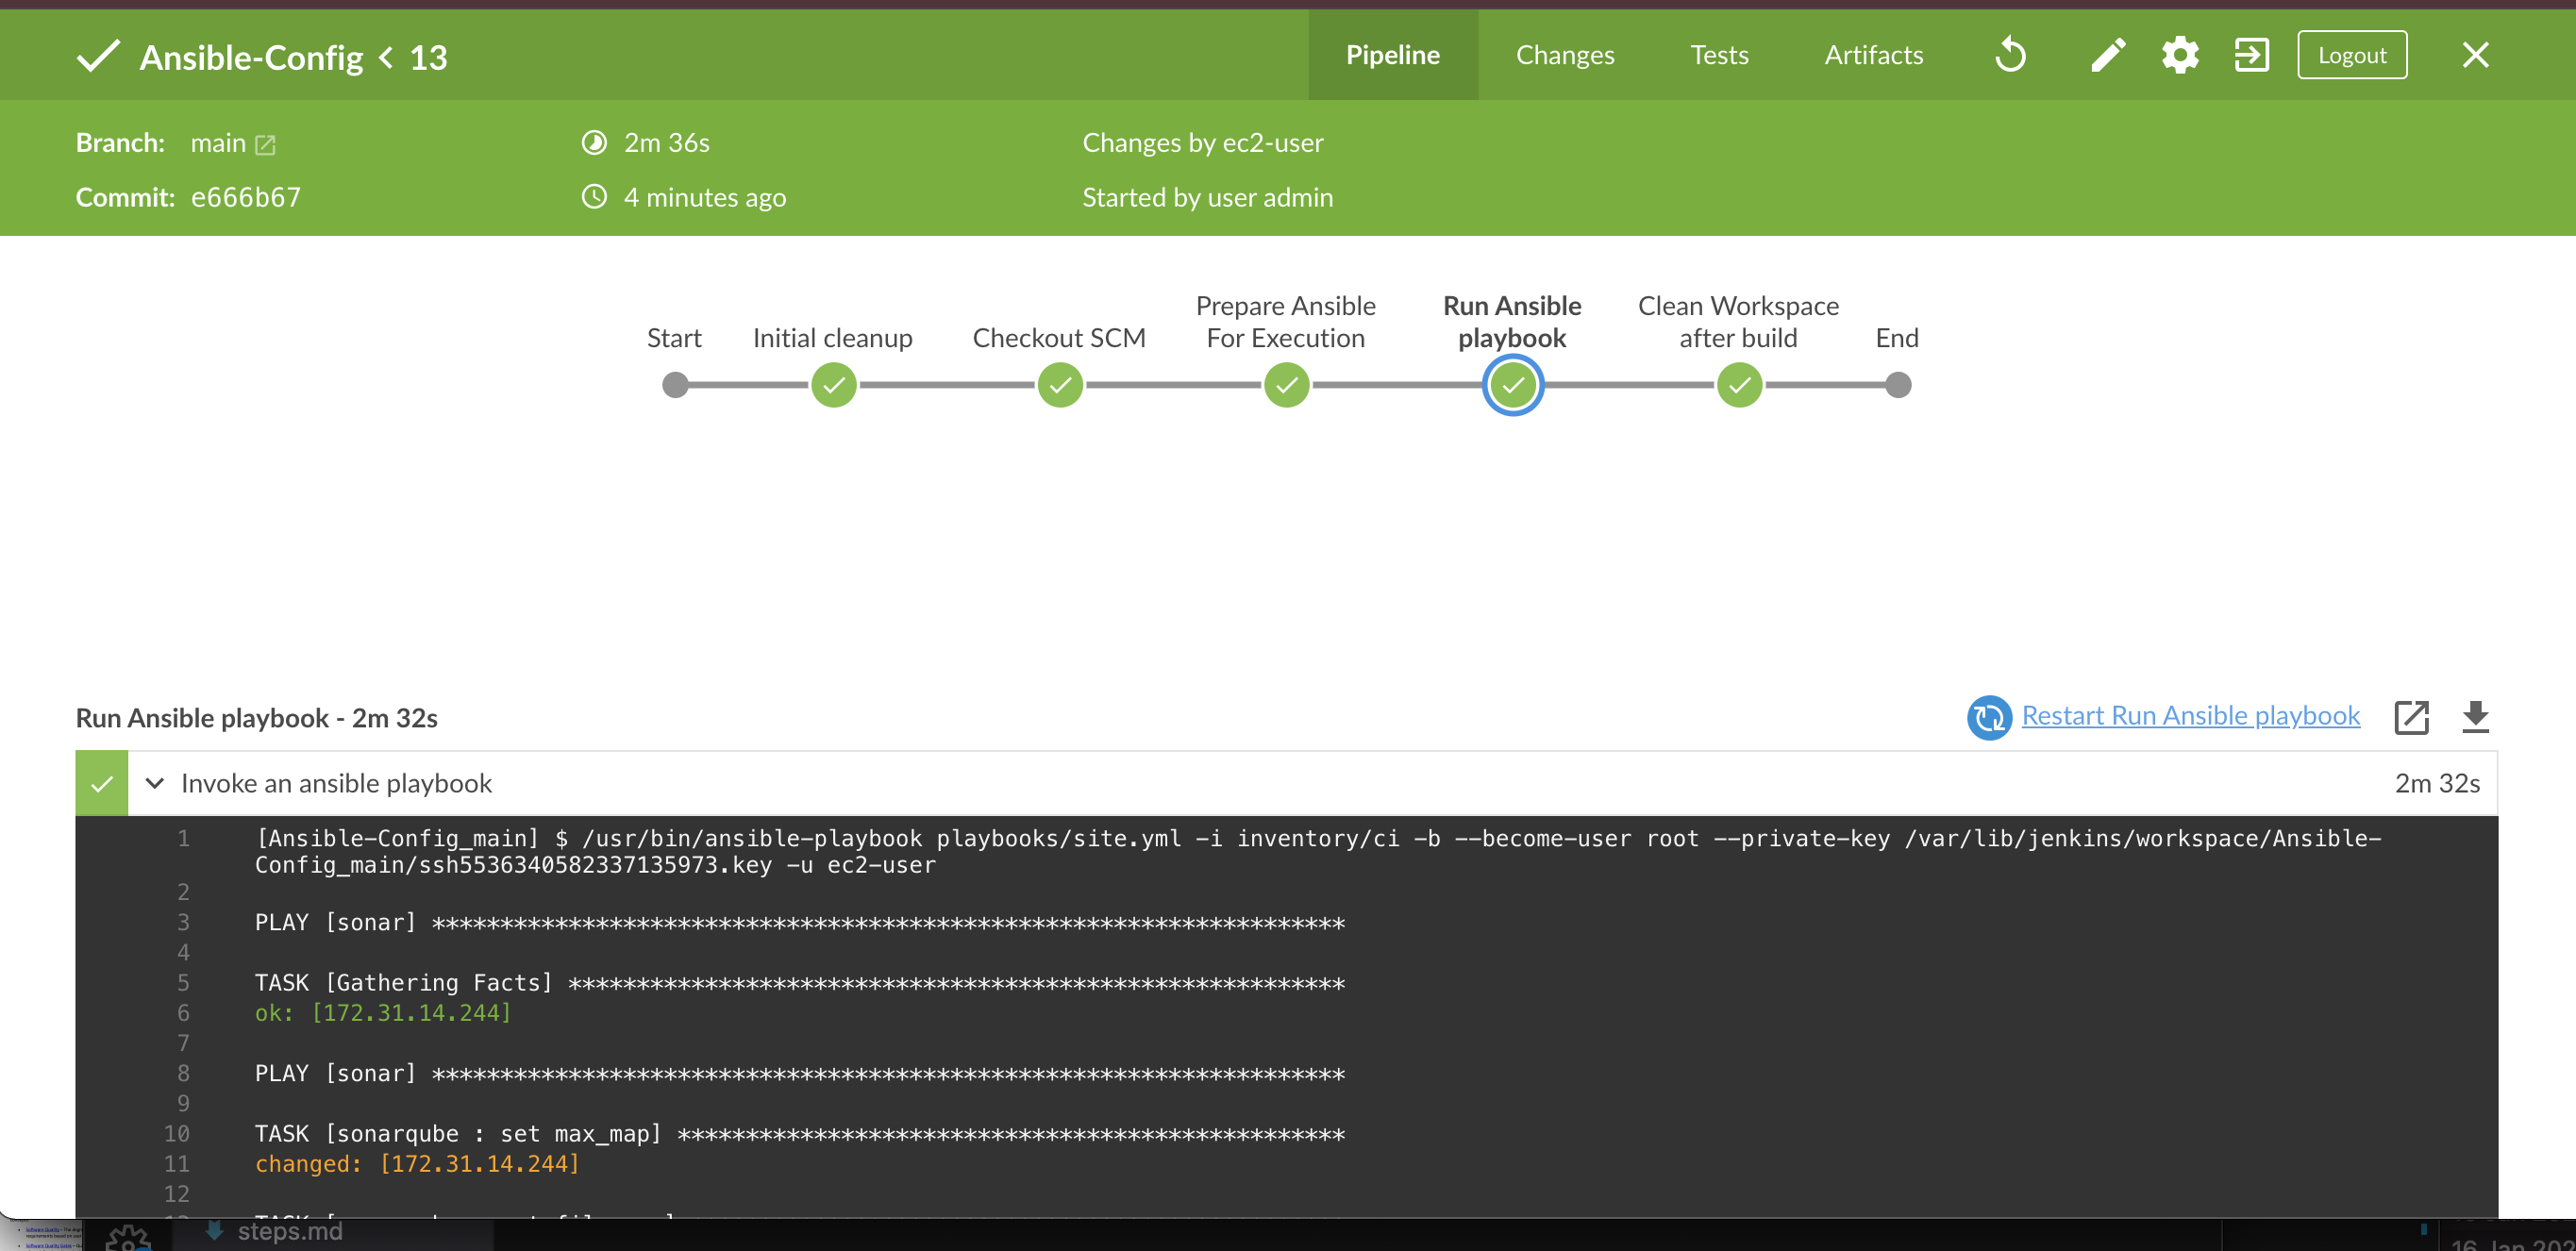 Ansible-Config < 13
Pipeline
Changes
Tests
Artifacts
Logout
Branch: main
2m 36s
Changes by ec2-user
Commit: e666b67
4 minutes ago
Started by user admin
Start
Initial cleanup
Checkout SCM
Prepare Ansible
For Execution
Run Ansible
playbook
Clean Workspace
after build
End
Run Ansible playbook - 2m 32s
Restart Run Ansible playbook
Invoke an ansible playbook
2m 32s
1 [Ansible-Config_main] $ /usr/bin/ansible-playbook playbooks/site.yml -i inventory/ci -b --become-user root --private-key /var/lib/jenkins/workspace/Ansible-
Config_main/ssh5536340582337135973.key -u ec2-user
2
3 PLAY [sonar] *******************************************************************
4
5 TASK [Gathering Facts] *********************************************************
6 ok: [172.31.14.244]
7
8 PLAY [sonar] *******************************************************************
9
10 TASK [sonarqube : set max_map] *************************************************
11 changed: [172.31.14.244]
12
steps.md